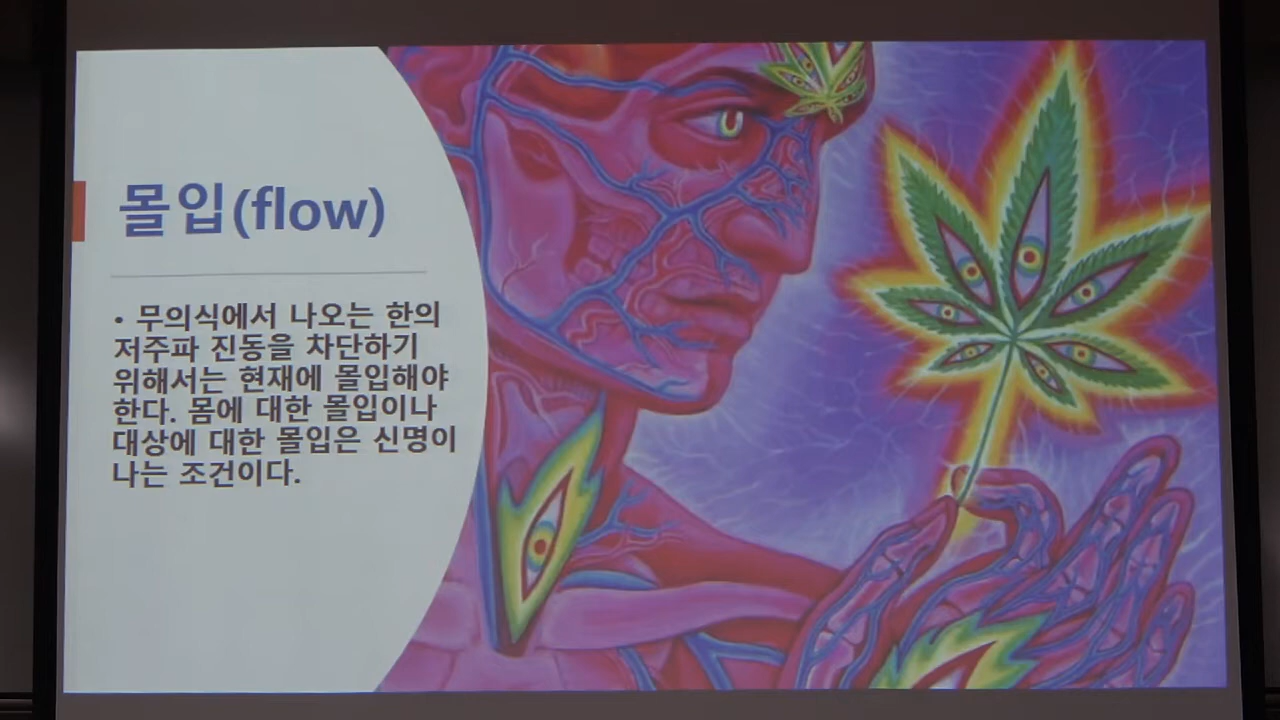 몰입(flow)
• 무의식에서 나오는 한의
저주파 진동을 차단하기
위해서는 현재에 몰입해야
한다. 몸에 대한 몰입이나
대상에 대한 몰입은 신명이
나는 조건이다.